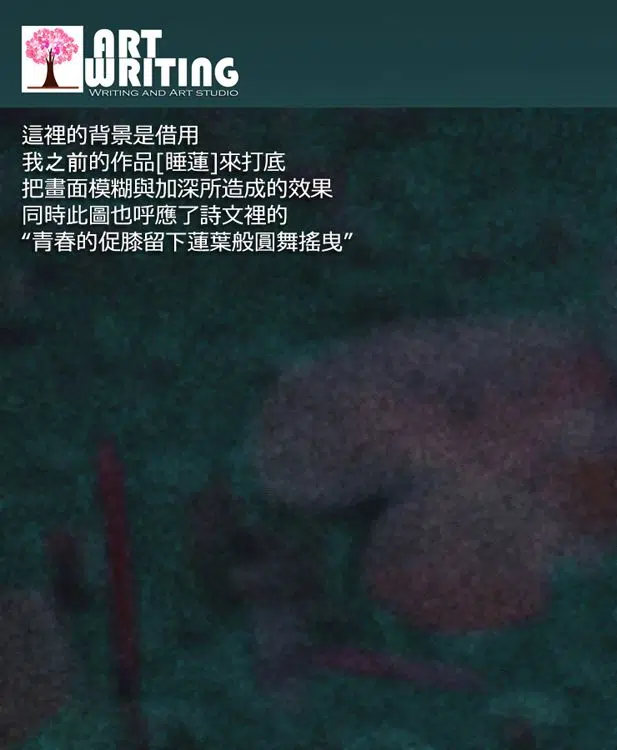 ART
WRITING
WRITING AND ART STUDIO
這裡的背景是借用
我之前的作品[睡蓮]來打底
把畫面模糊與加深所造成的效果
同時此圖也呼應了詩文裡的
“青春的促膝留下蓮葉般圓舞搖曳”